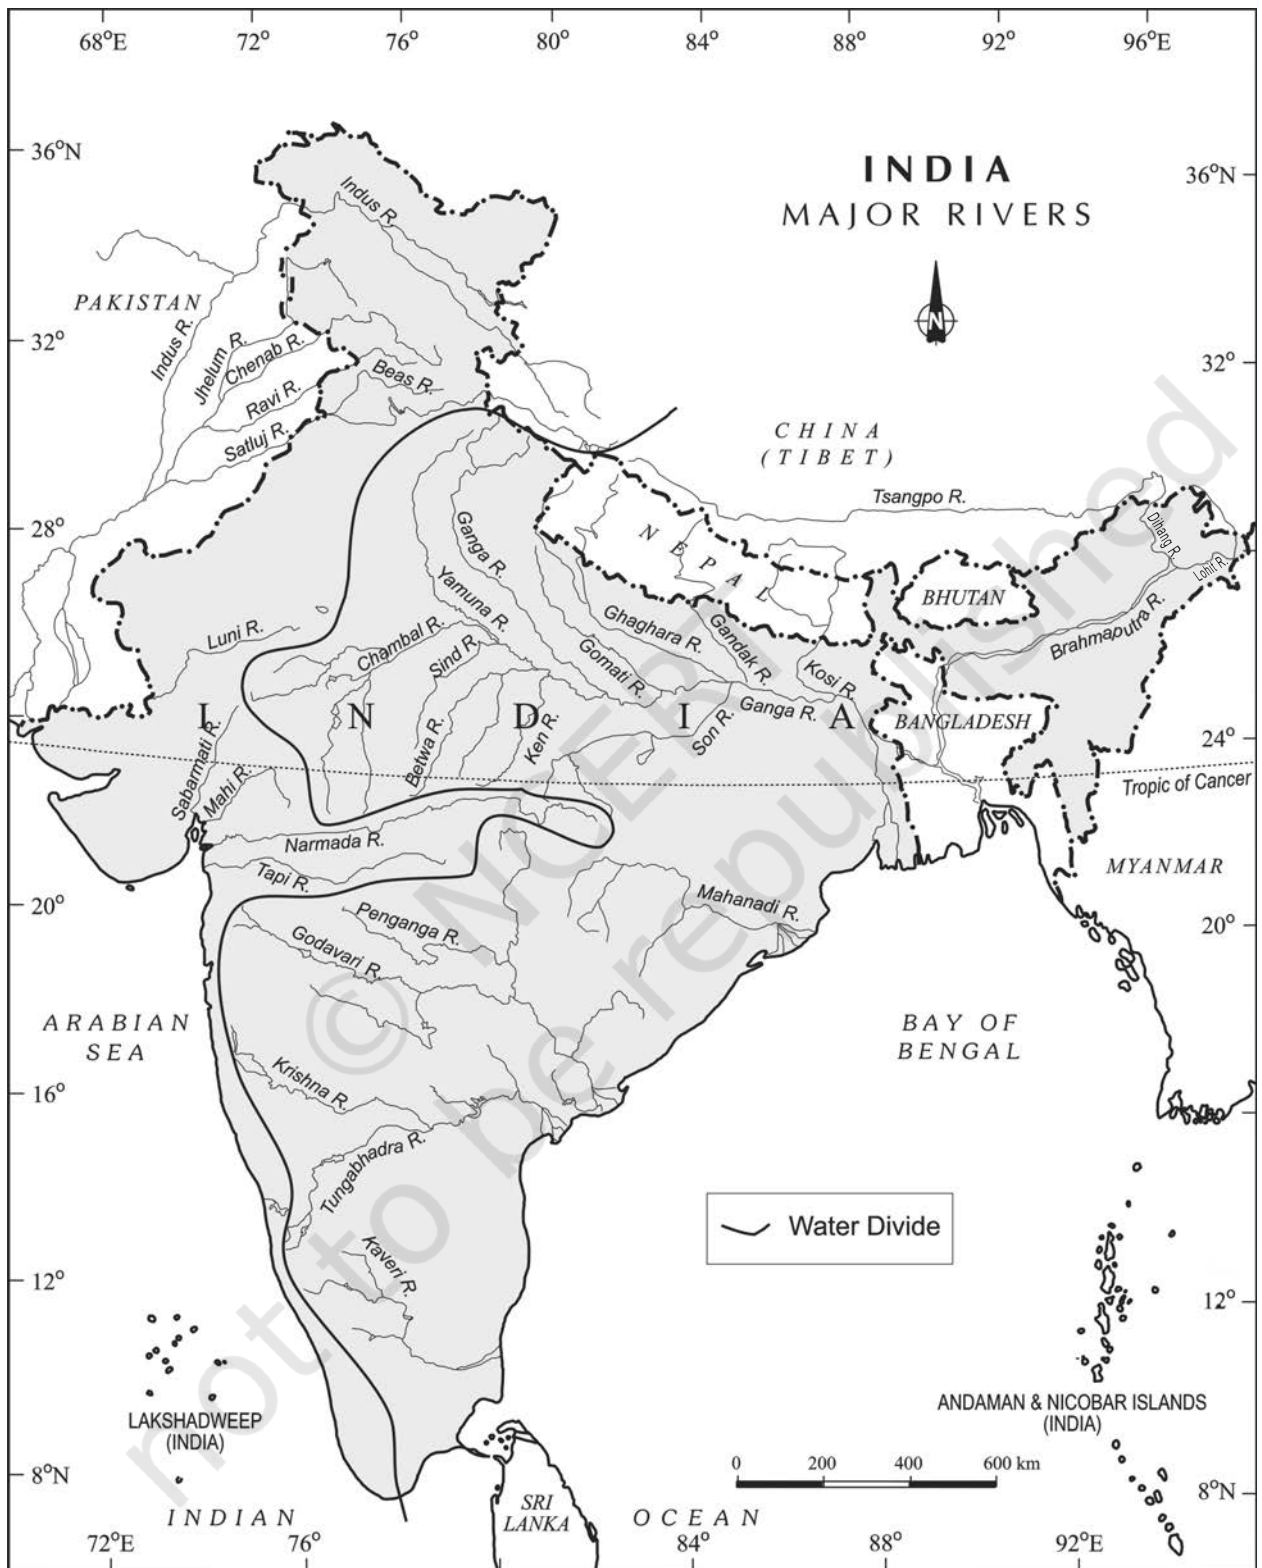 68°E 72° 76° 80° 84° 88° 92° 96°E
36°N
36°N
INDIA
MAJOR RIVERS
N
Indus R.
PAKISTAN
Indus R.
Jhelum R.
Chenab R.
Beas R.
Ravi R.
Satluj R.
32°
32°
CHINA
(TIBET)
Tsangpo R.
Dihang R.
Lohit R.
28°
28°
NEPAL
BHUTAN
Ganga R.
Yamuna R.
Ghaghara R.
Gomati R.
Gandak R.
Kosi R.
Brahmaputra R.
Luni R.
Chambal R.
Sind R.
Betwa R.
Ken R.
Son R.
Ganga R.
I N D I A
BANGLADESH
24°
Tropic of Cancer
Sabarmati R.
Mahi R.
Narmada R.
Tapi R.
MYANMAR
20°
20°
Mahanadi R.
Penganga R.
Godavari R.
ARABIAN
SEA
BAY OF
BENGAL
16°
Krishna R.
Tungabhadra R.
Water Divide
Kaveri R.
12°
12°
LAKSHADWEEP
(INDIA)
ANDAMAN & NICOBAR ISLANDS
(INDIA)
0 200 400 600 km
8°N
8°N
SRI
LANKA
INDIAN OCEAN
72°E 76° 84° 88° 92°E
© NCERT
not to be republished